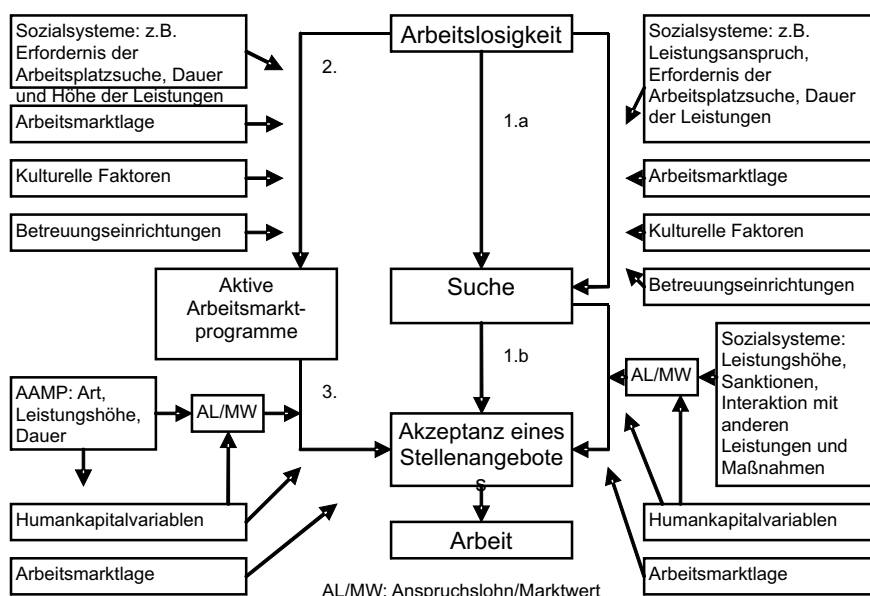 Sozialsysteme: z.B.
Erfordernis der
Arbeitsplatzsuche, Dauer
und Höhe der Leistungen
Arbeitsmarktlage
Kulturelle Faktoren
Betreuungseinrichtungen
Arbeitslosigkeit
2.
1.a
Sozialsysteme: z.B.
Leistungsanspruch,
Erfordernis der
Arbeitsplatzsuche, Dauer
der Leistungen
Arbeitsmarktlage
Kulturelle Faktoren
Betreuungseinrichtungen
Aktive
Arbeitsmarkt-
programme
Suche
1.b
Sozialsysteme:
Leistungshöhe,
Sanktionen,
Interaktion mit
anderen
Leistungen und
Maßnahmen
AL/MW
AAMP: Art,
Leistungshöhe,
Dauer
AL/MW
3.
Akzeptanz eines
Stellenangebote
s
Humankapitalvariablen
Arbeitsmarktlage
Arbeit
Humankapitalvariablen
Arbeitsmarktlage
AL/MW: Anspruchslohn/Marktwert